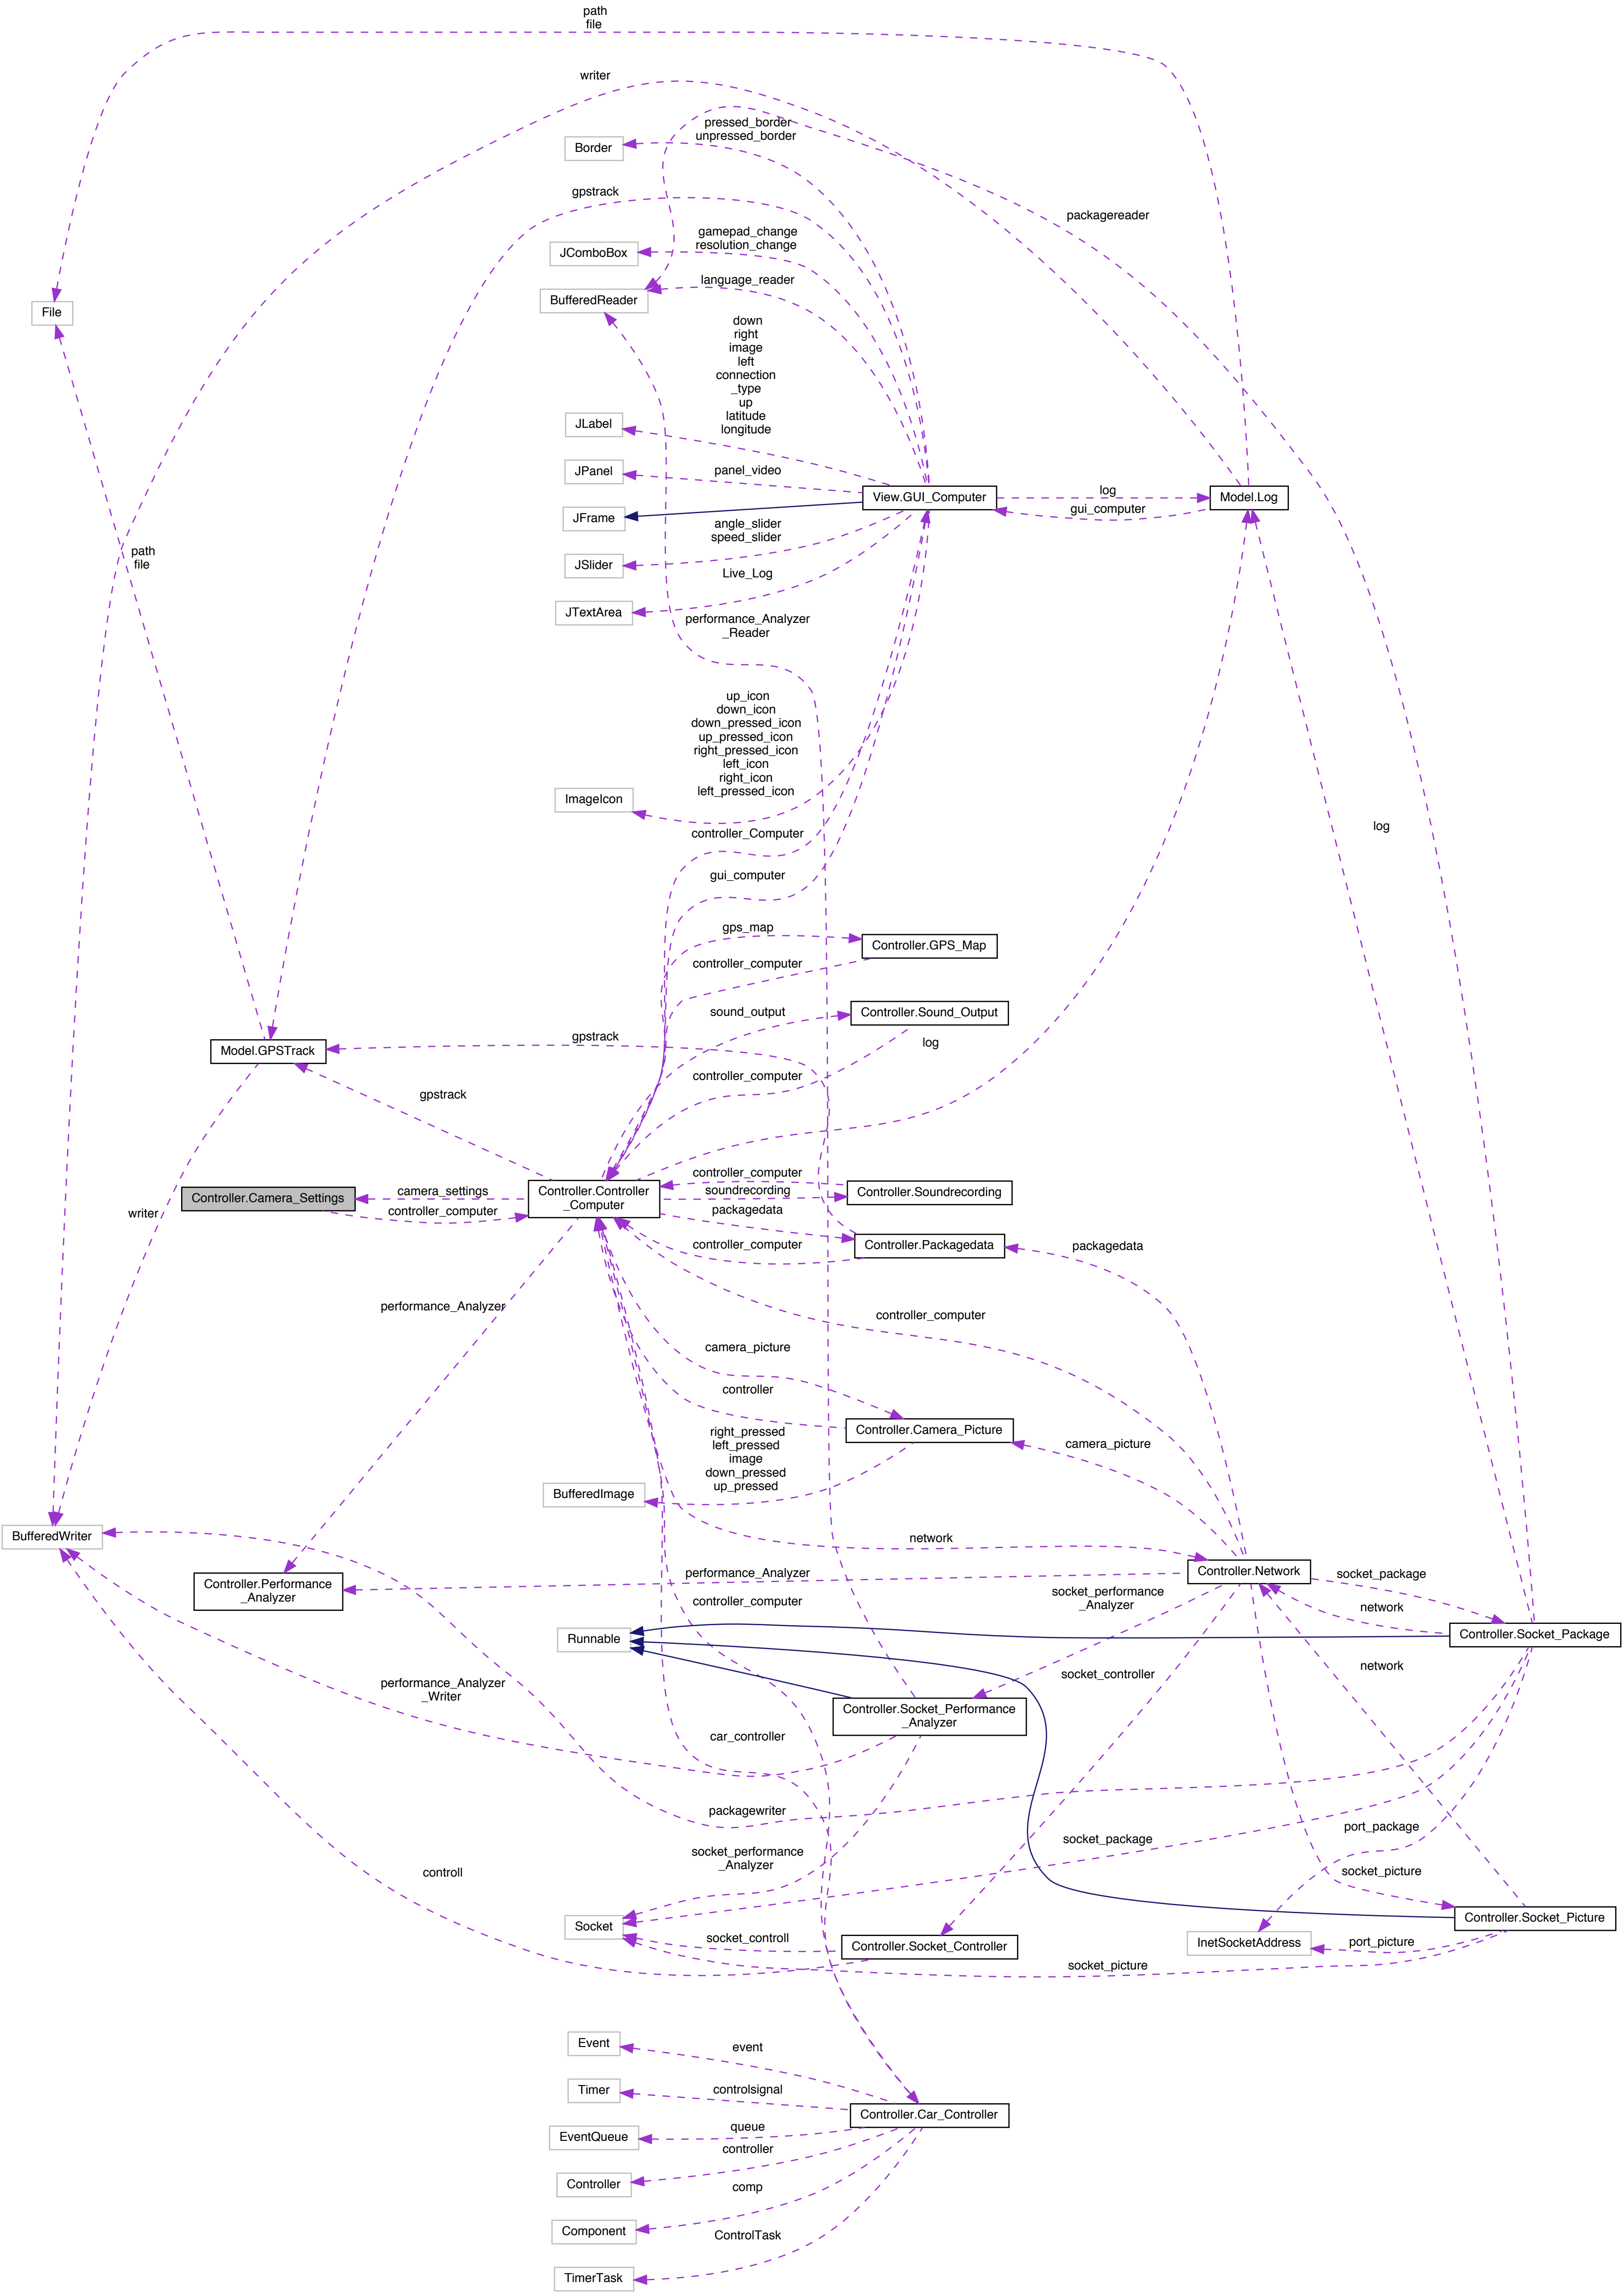 path
file
writer
pressed_border
unpressed_border
Border
gpstrack
packagereader
gamepad_change
resolution_change
JComboBox
language_reader
BufferedReader
File
down
right
image
left
connection
_type
up
latitude
longitude
JLabel
panel_video
JPanel
View.GUI_Computer
log
Model.Log
gui_computer
JFrame
angle_slider
speed_slider
path
file
JSlider
Live_Log
JTextArea
performance_Analyzer
_Reader
up_icon
down_icon
down_pressed_icon
up_pressed_icon
right_pressed_icon
left_icon
right_icon
left_pressed_icon
ImageIcon
log
controller_Computer
gui_computer
gps_map
Controller.GPS_Map
controller_computer
sound_output
Controller.Sound_Output
gpstrack
log
Model.GPSTrack
controller_computer
gpstrack
controller_computer
Controller.Camera_Settings
camera_settings
Controller.Controller
_Computer
soundrecording
Controller.Soundrecording
controller_computer
packagedata
writer
controller_computer
Controller.Packagedata
packagedata
performance_Analyzer
controller_computer
camera_picture
controller
Controller.Camera_Picture
right_pressed
left_pressed
image
down_pressed
up_pressed
camera_picture
BufferedImage
BufferedWriter
network
Controller.Network
performance_Analyzer
socket_package
Controller.Performance
_Analyzer
socket_performance
_Analyzer
controller_computer
network
Runnable
Controller.Socket_Package
socket_controller
network
performance_Analyzer
_Writer
Controller.Socket_Performance
_Analyzer
car_controller
packagewriter
port_package
socket_package
socket_performance
_Analyzer
controll
socket_picture
Socket
Controller.Socket_Picture
socket_controll
Controller.Socket_Controller
InetSocketAddress
port_picture
socket_picture
Event
event
Timer
controlsignal
Controller.Car_Controller
EventQueue
queue
controller
Controller
comp
Component
ControlTask
TimerTask